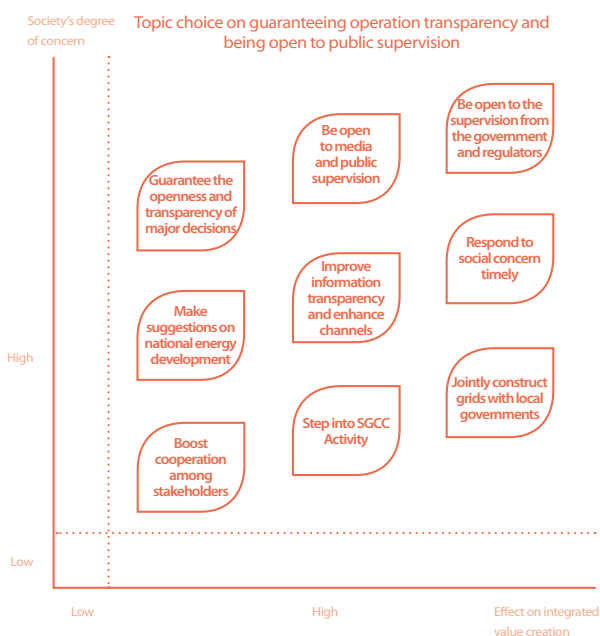 Society's degree
of concern
Topic choice on guaranteeing operation transparency and
being open to public supervision
Be open to the
supervision from
the government
and regulators
Be open
to media
and public
supervision
Guarantee the
openness and
transparency of
major decisions
Respond to
social concern
timely
Improve
information
transparency
and enhance
channels
Make
suggestions on
national energy
development
High
Jointly construct
grids with local
governments
Step into SGCC
Activity
Boost
cooperation
among
stakeholders
Low
Low
High
Effect on integrated
value creation